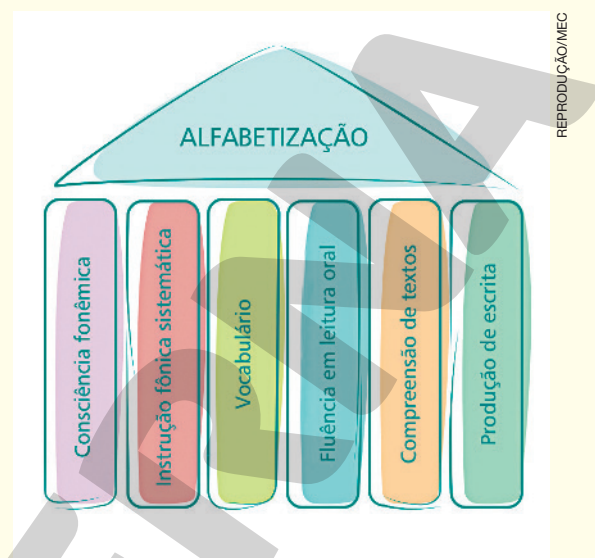 REPRODUÇÃO/MEC
ALFABETIZAÇÃO
Consciência fonêmica
Instrução fônica sistemática
Vocabulário
Fluência em leitura oral
Compreensão de textos
Produção de escrita